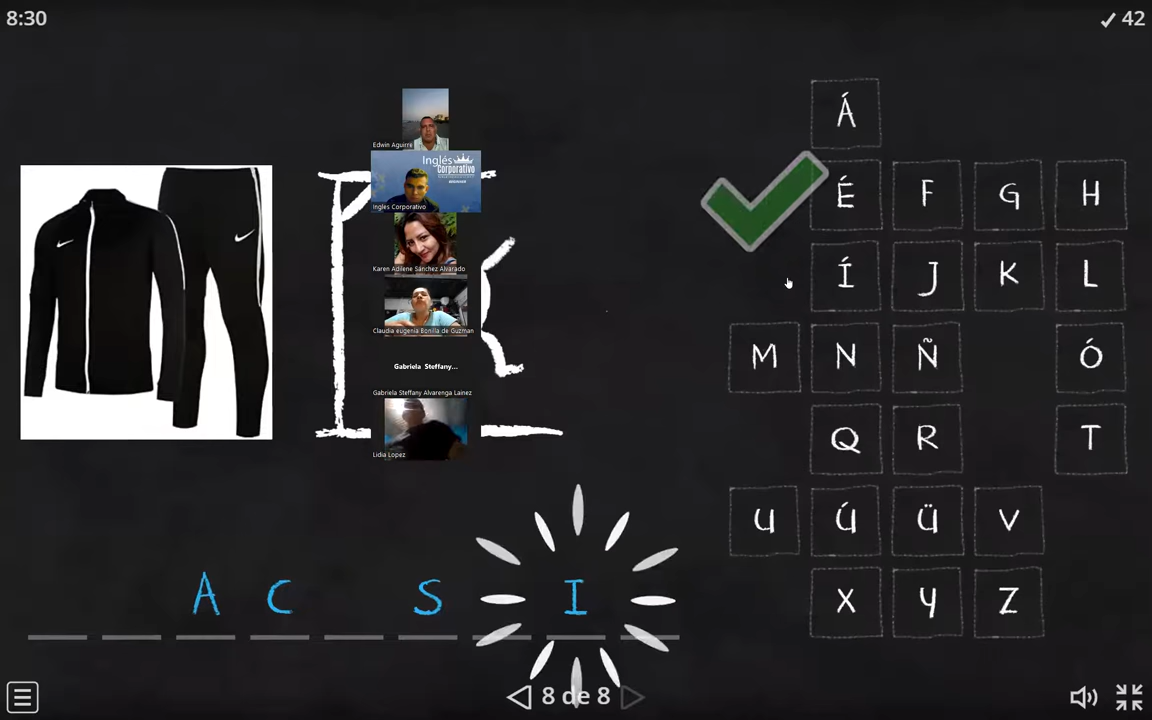 8:30
42
Á
É F G H
Í J K L
M N Ñ Ó
Q R T
U Ú Ü V
X Y Z
Edwin Aguirre
Inglés
Corporativo
Ingles Corporativo
Karen Adilene Sánchez Alvarado
Claudia eugenia Bonilla de Guzman
Gabriela Steffany...
Gabriela Steffany Alvarenga Lainez
Lidia Lopez
A C S I
8 de 8